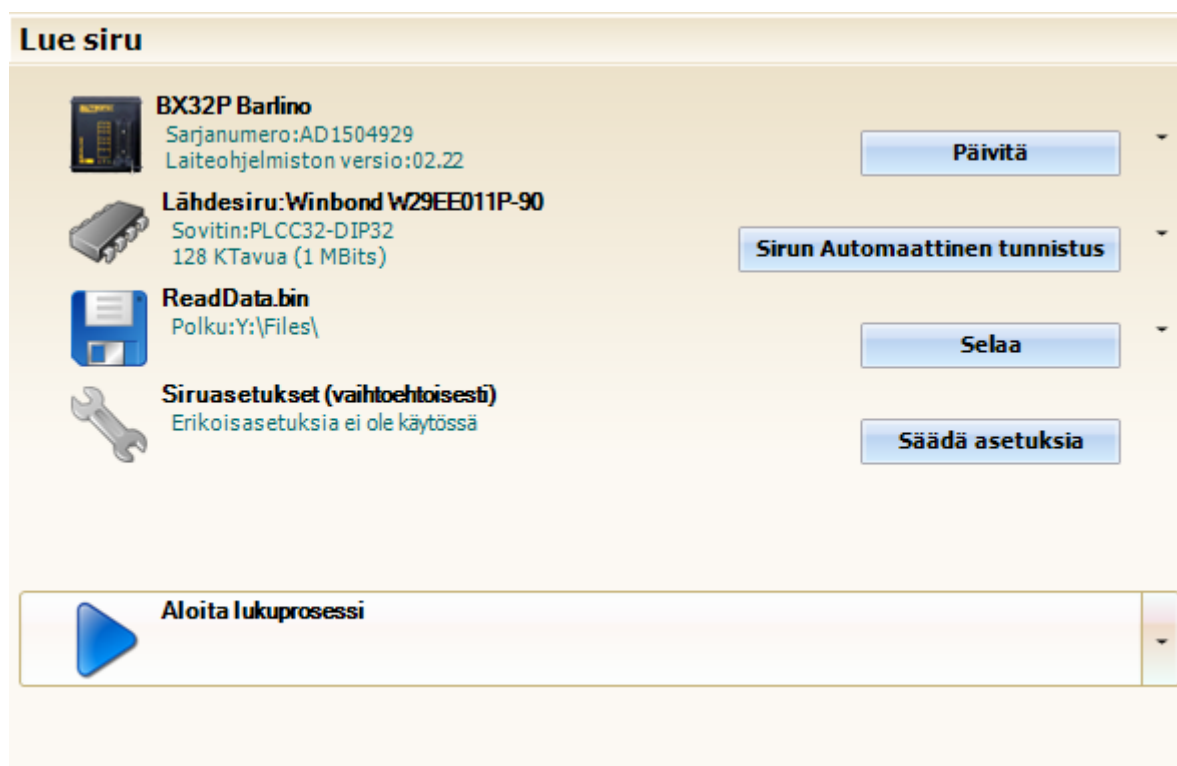 Lue siru
BX32P Barlino
Sarjanumero:AD1504929
Laiteohjelmiston versio:02.22
Päivitä
Lähdesiru:Winbond W29EE011P-90
Sovitin:PLCC32-DIP32
128 KTavua (1 MBits)
Sirun Automaattinen tunnistus
ReadData.bin
Polku:Y:\Files\
Selaa
Siruasetukset (vaihtoehtoisesti)
Erikoisasetuksia ei ole käytössä
Säädä asetuksia
Aloita lukuprosessi